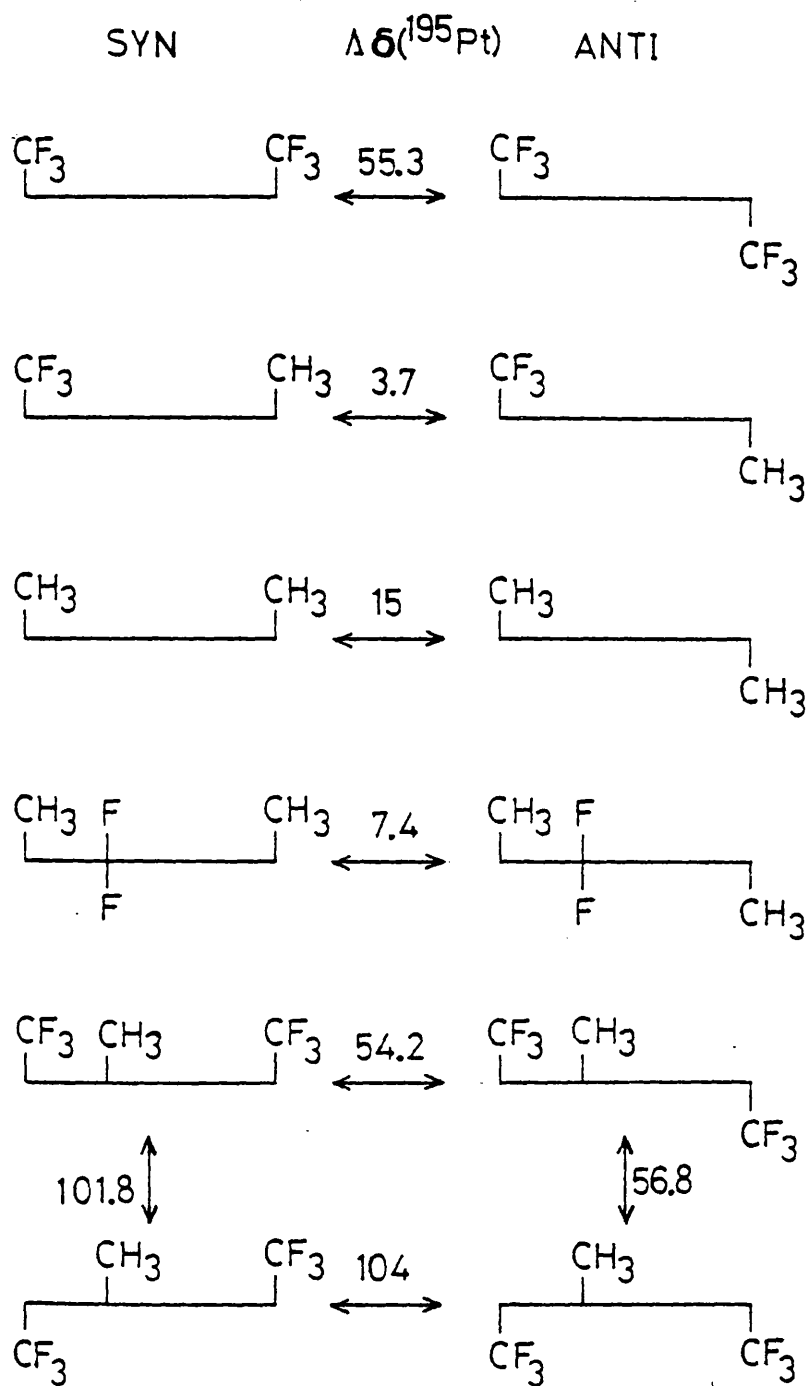 SYN Δδ(¹⁹⁵Pt) ANTI
CF₃ CF₃ 55.3 CF₃
CF₃
CF₃ CH₃ 3.7 CF₃
CH₃
CH₃ CH₃ 15 CH₃
CH₃
CH₃ F CH₃ 7.4 CH₃ F
F F CH₃
CF₃ CH₃ CF₃ 54.2 CF₃ CH₃
CF₃
101.8 56.8
CH₃ CF₃ 104 CH₃
CF₃ CF₃ CF₃